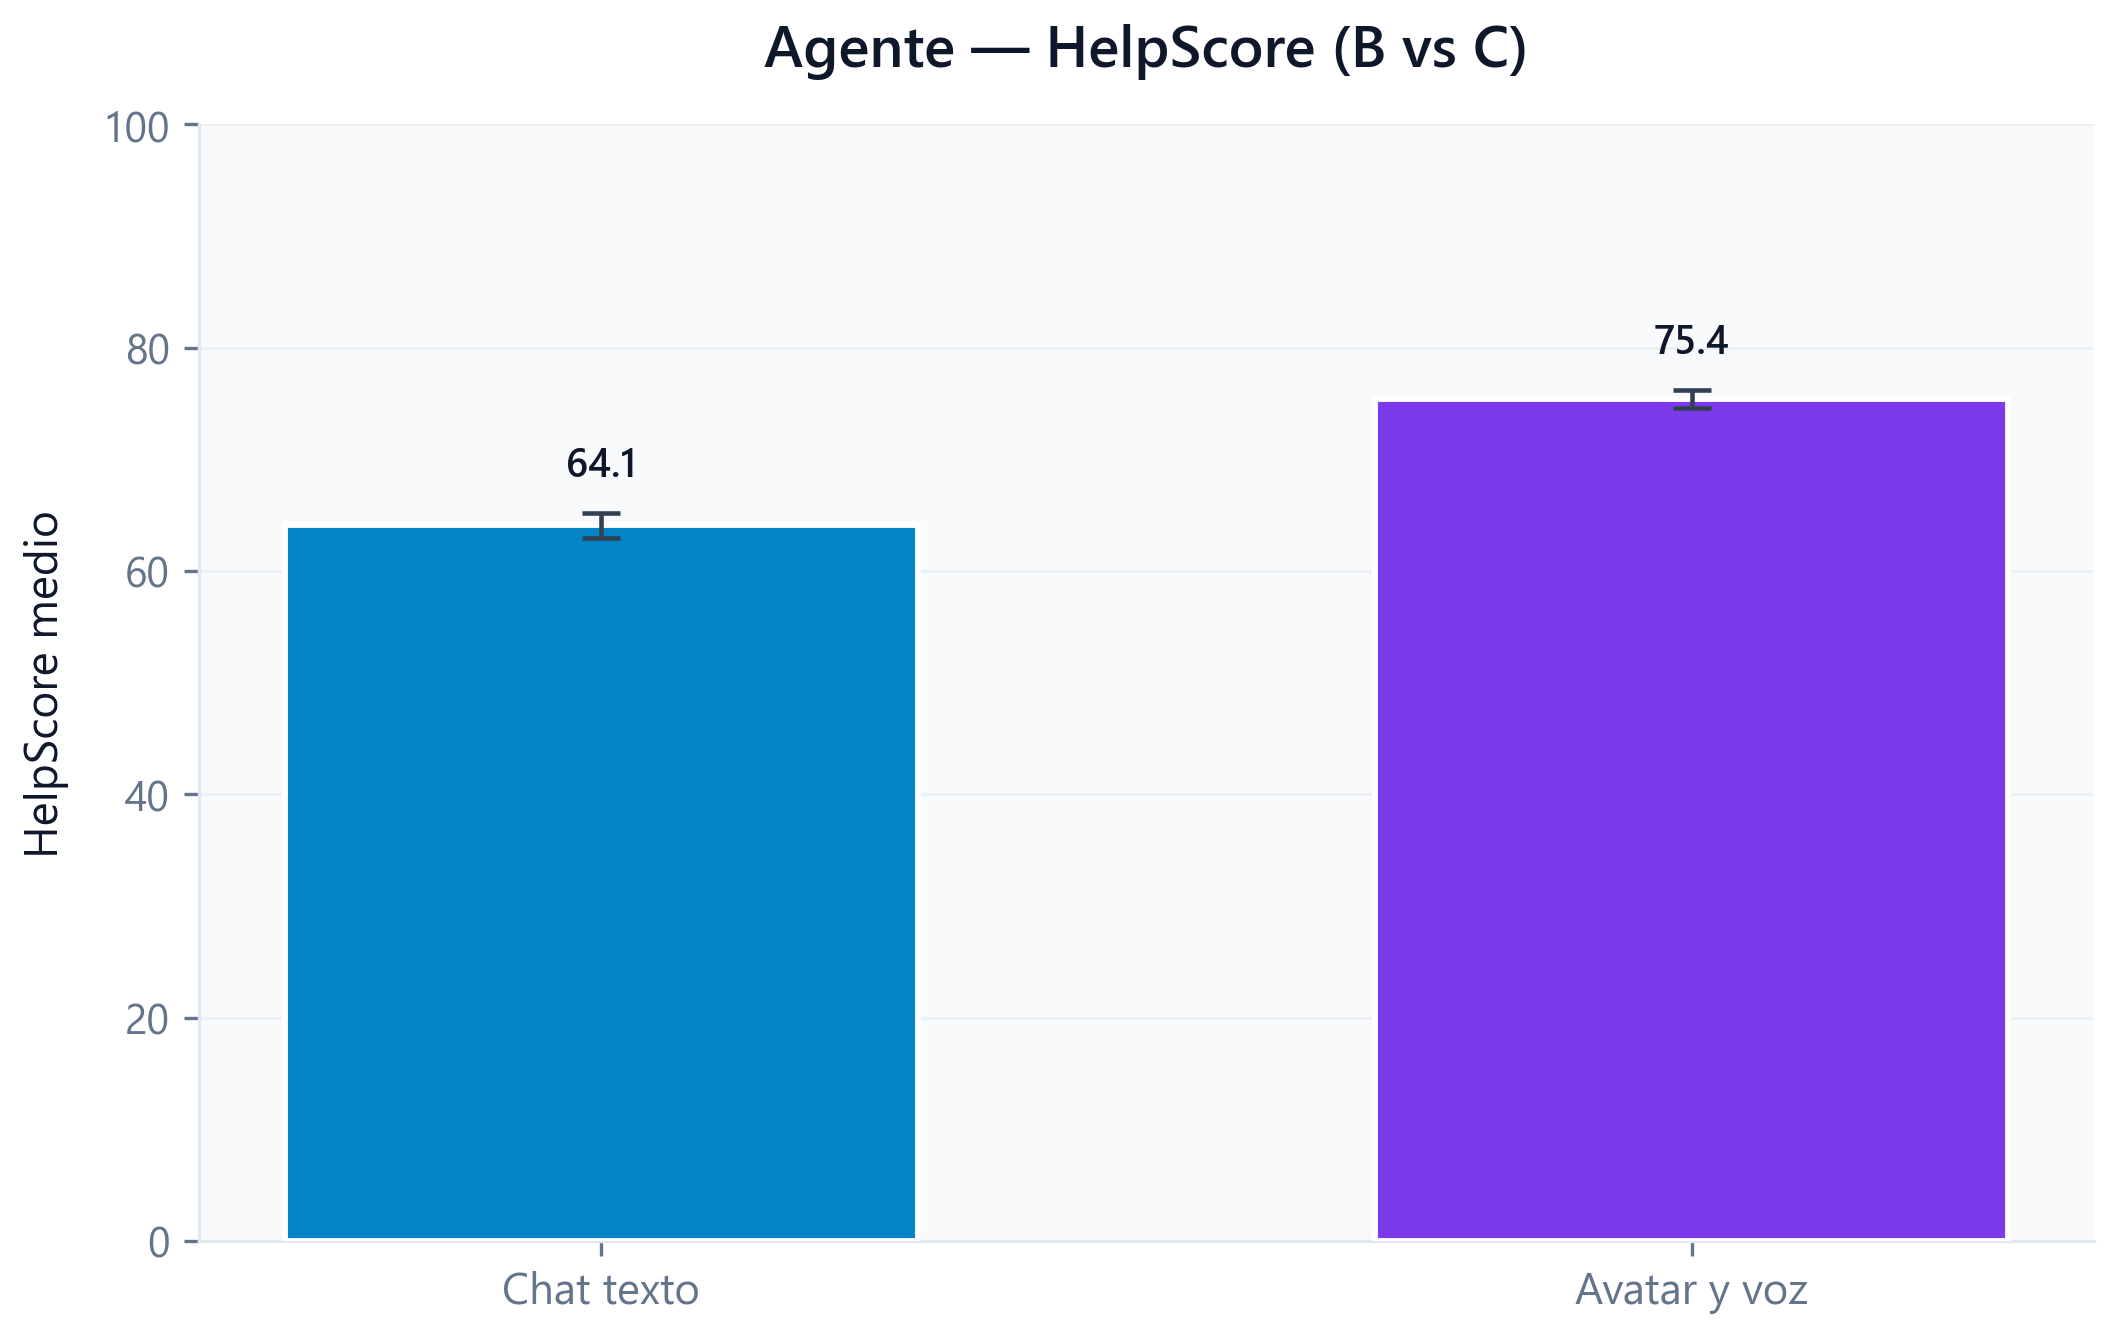 Agente — HelpScore (B vs C)
HelpScore medio
100
80
60
40
20
0
64.1
75.4
Chat texto
Avatar y voz